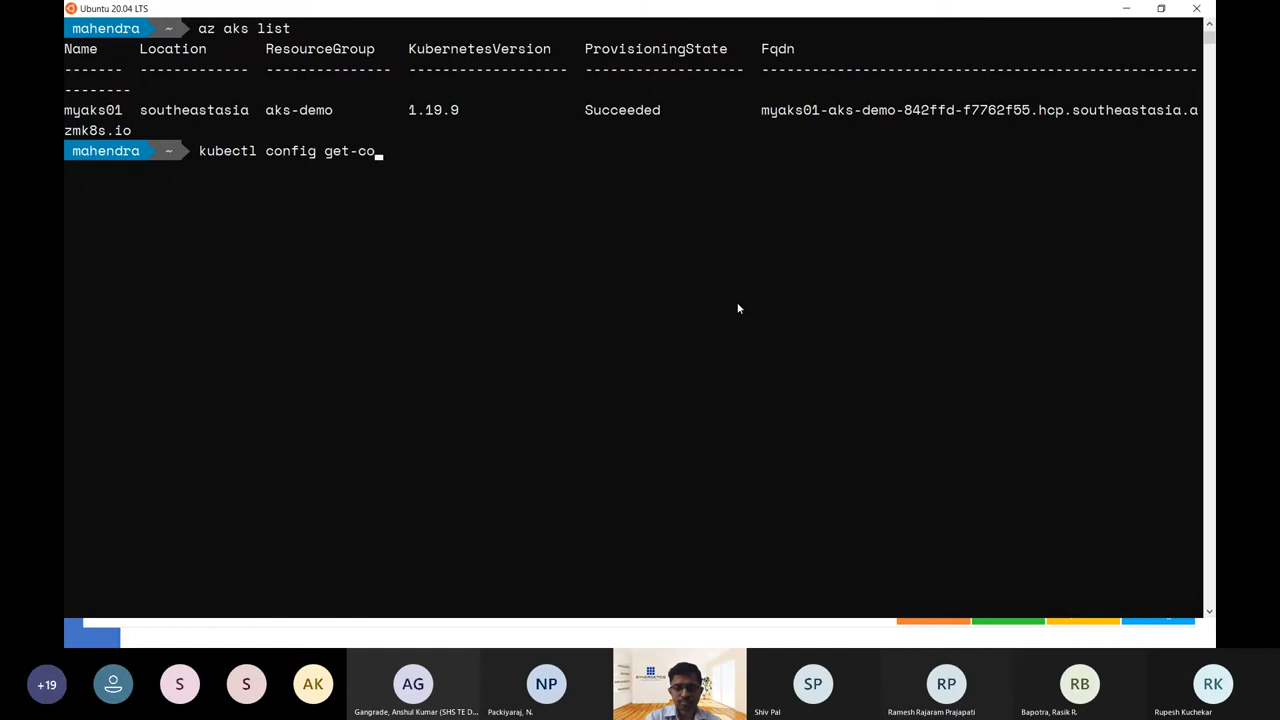 Ubuntu 20.04 LTS
mahendra ~ az aks list
Name Location ResourceGroup KubernetesVersion ProvisioningState Fqdn
------- ------------- --------------- ------------------- ------------------- ----------------------------------------------------
--------
myaks01 southeastasia aks-demo 1.19.9 Succeeded myaks01-aks-demo-842ffd-f7762f55.hcp.southeastasia.a
zmk8s.io
mahendra ~ kubectl config get-co_
+19
S
S
AK
AG
NP
SYNERGETICS
SP
RP
RB
RK
Gangrade, Anshul Kumar (SHS TE D...
Packiyaraj, N.
Shiv Pal
Ramesh Rajaram Prajapati
Bapotra, Rasik R.
Rupesh Kuchekar